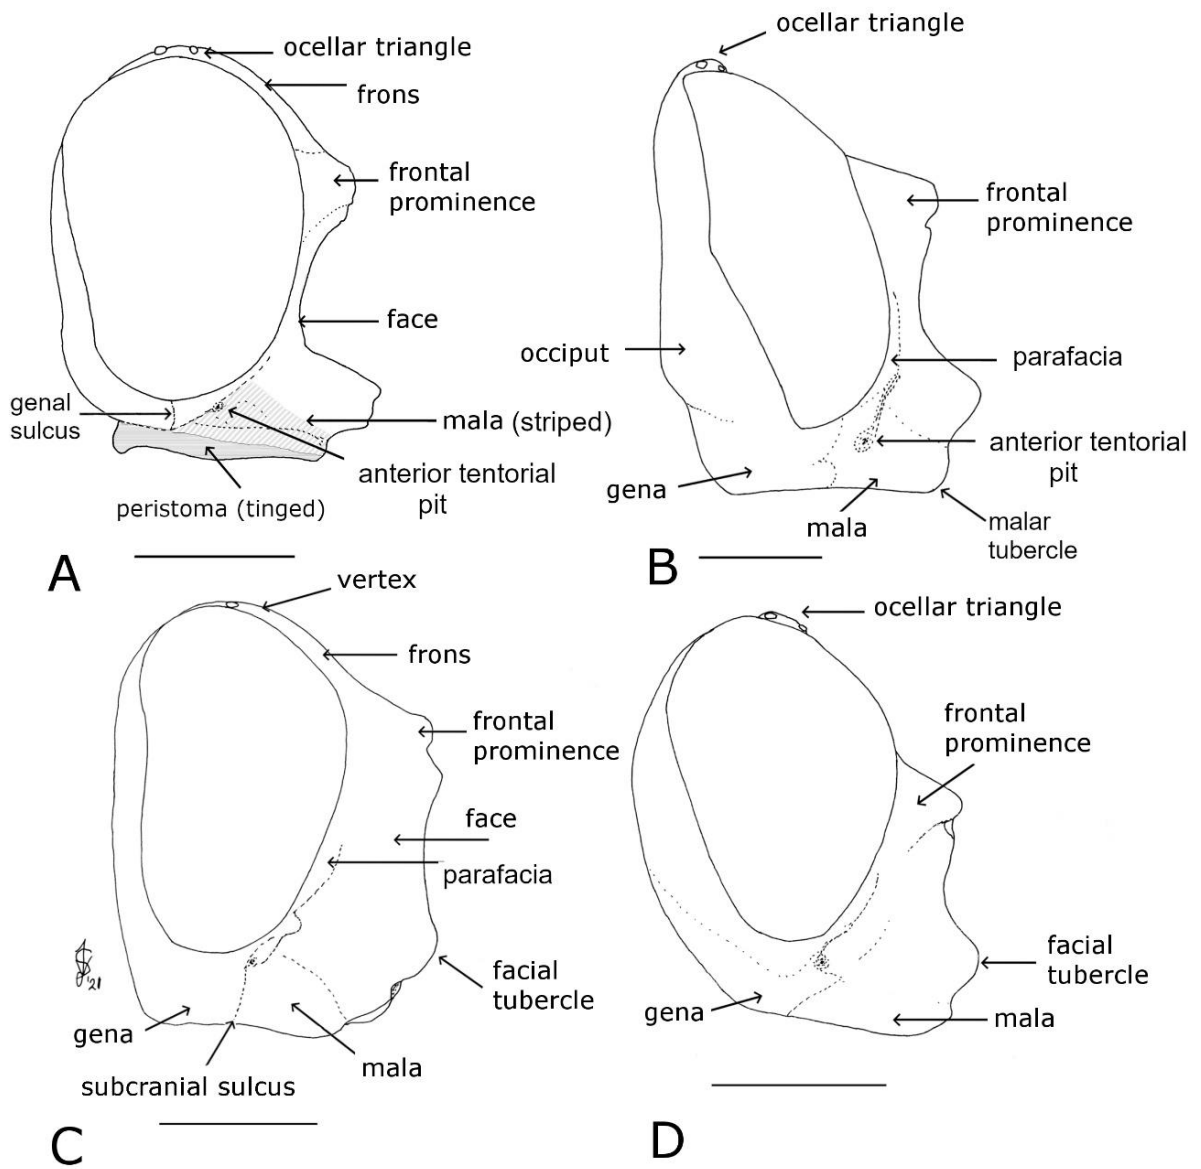 ocellar triangle
frons
frontal
prominence
face
genal
sulcus
mala (striped)
anterior tentorial
pit
peristoma (tinged)
A
ocellar triangle
frontal
prominence
occiput
parafacia
anterior tentorial
pit
gena
mala
malar
tubercle
B
vertex
frons
frontal
prominence
face
parafacia
facial
tubercle
'21
gena
mala
subcranial sulcus
C
ocellar triangle
frontal
prominence
facial
tubercle
gena
mala
D